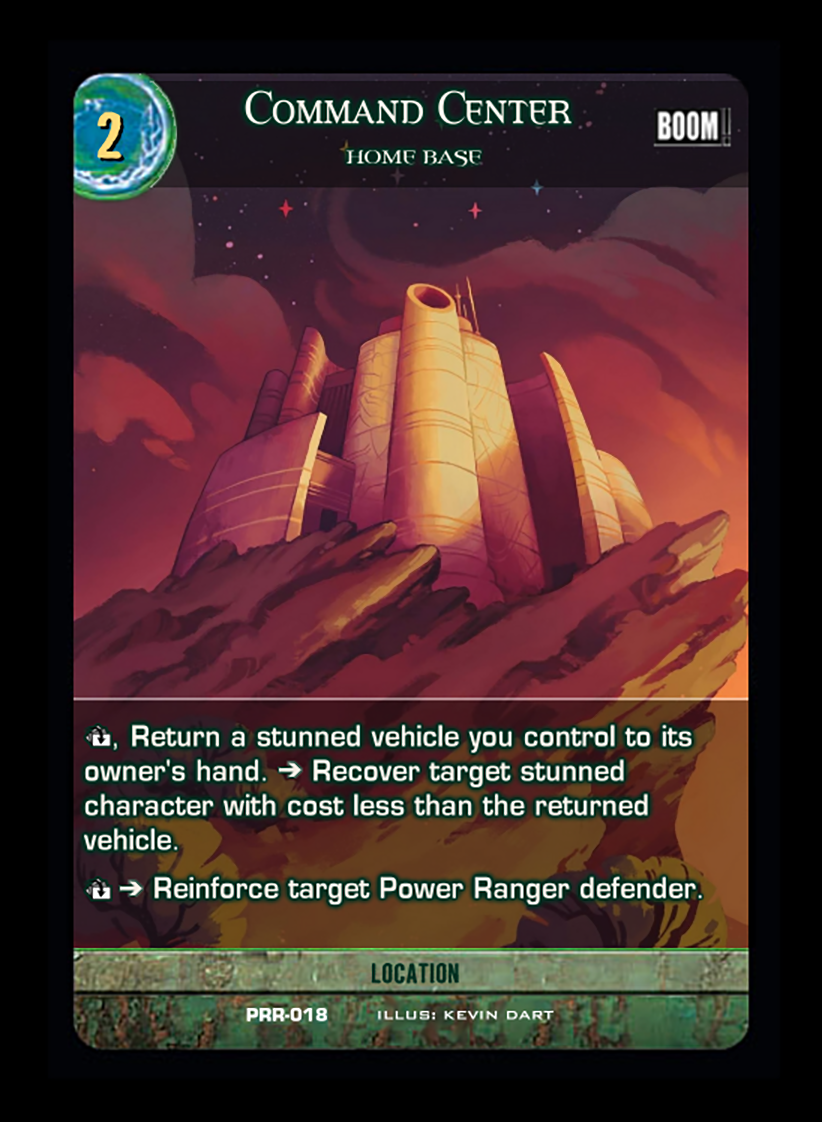 2
Command Center
Home Base
BOOM!
, Return a stunned vehicle you control to its
owner's hand. ➔ Recover target stunned
character with cost less than the returned
vehicle.
➔ Reinforce target Power Ranger defender.
LOCATION
PRR-018 ILLUS: KEVIN DART